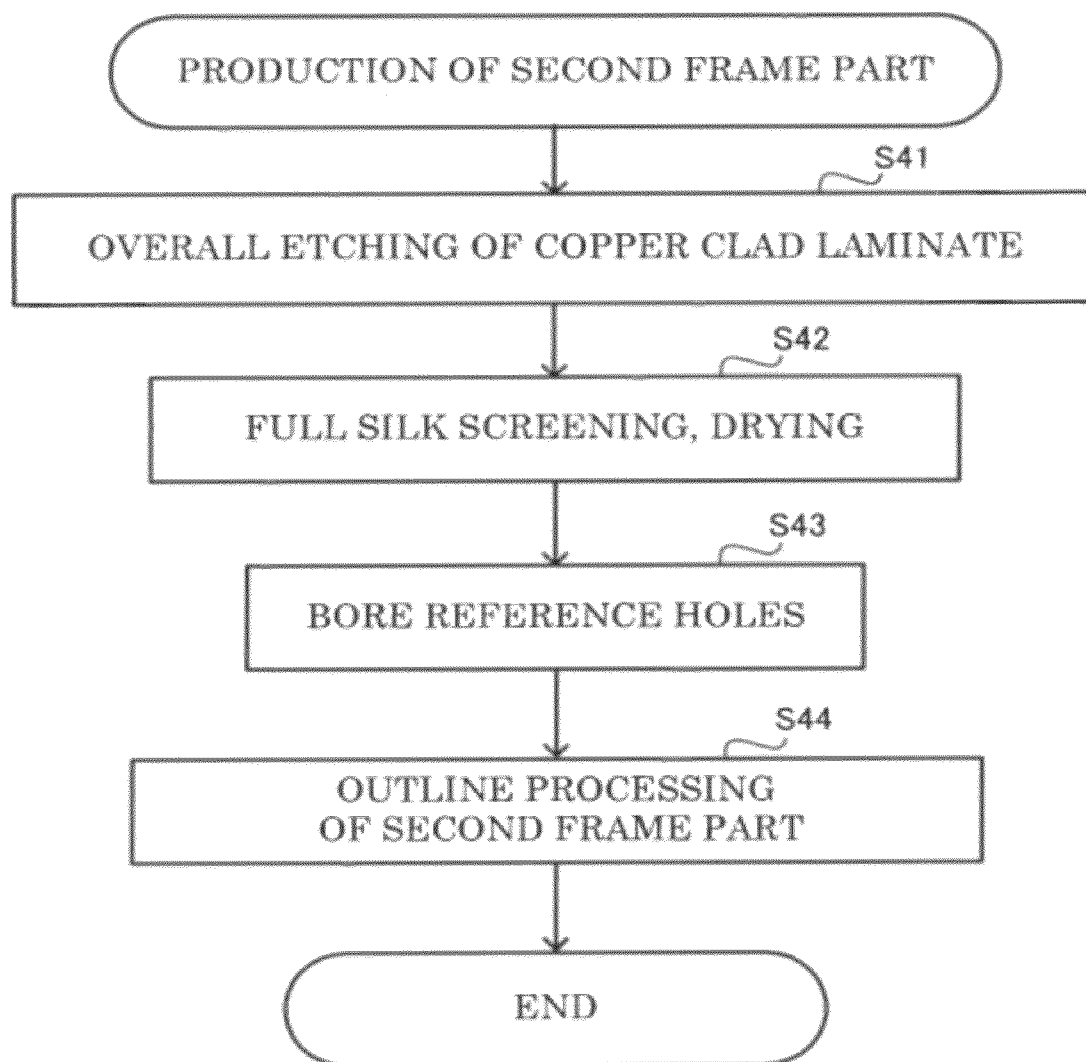 PRODUCTION OF SECOND FRAME PART
S41
OVERALL ETCHING OF COPPER CLAD LAMINATE
S42
FULL SILK SCREENING, DRYING
S43
BORE REFERENCE HOLES
S44
OUTLINE PROCESSING
OF SECOND FRAME PART
END